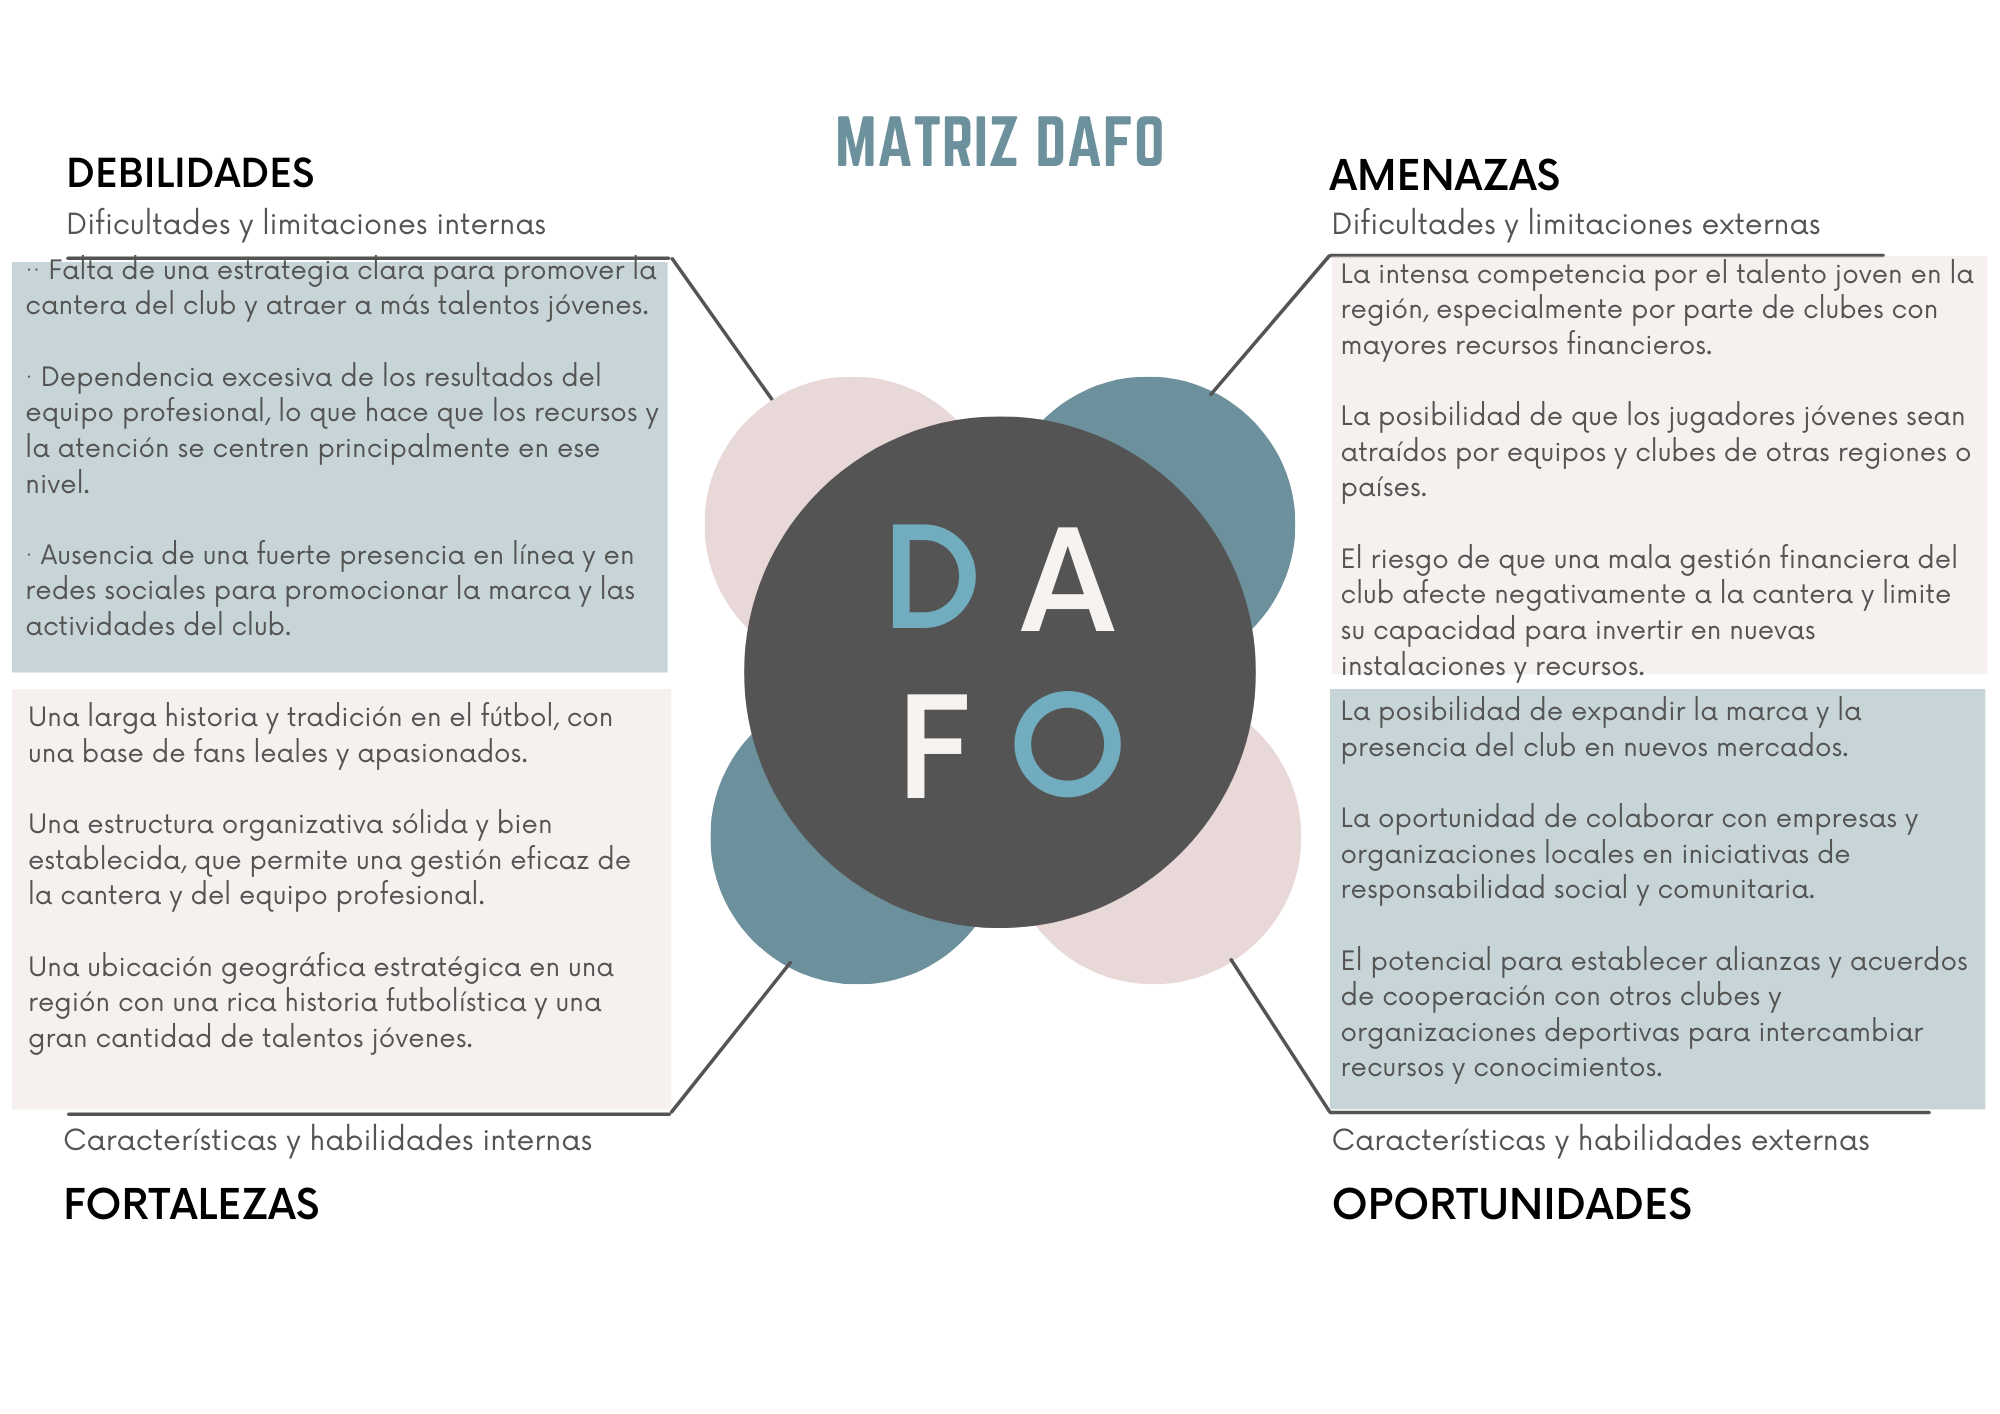 MATRIZ DAFO
DEBILIDADES
Dificultades y limitaciones internas
·· Falta de una estrategia clara para promover la
cantera del club y atraer a más talentos jóvenes.
· Dependencia excesiva de los resultados del
equipo profesional, lo que hace que los recursos y
la atención se centren principalmente en ese
nivel.
· Ausencia de una fuerte presencia en línea y en
redes sociales para promocionar la marca y las
actividades del club.
AMENAZAS
Dificultades y limitaciones externas
La intensa competencia por el talento joven en la
región, especialmente por parte de clubes con
mayores recursos financieros.
La posibilidad de que los jugadores jóvenes sean
atraídos por equipos y clubes de otras regiones o
países.
El riesgo de que una mala gestión financiera del
club afecte negativamente a la cantera y limite
su capacidad para invertir en nuevas
instalaciones y recursos.
D A
F O
Una larga historia y tradición en el fútbol, con
una base de fans leales y apasionados.
Una estructura organizativa sólida y bien
establecida, que permite una gestión eficaz de
la cantera y del equipo profesional.
Una ubicación geográfica estratégica en una
región con una rica historia futbolística y una
gran cantidad de talentos jóvenes.
Características y habilidades internas
FORTALEZAS
La posibilidad de expandir la marca y la
presencia del club en nuevos mercados.
La oportunidad de colaborar con empresas y
organizaciones locales en iniciativas de
responsabilidad social y comunitaria.
El potencial para establecer alianzas y acuerdos
de cooperación con otros clubes y
organizaciones deportivas para intercambiar
recursos y conocimientos.
Características y habilidades externas
OPORTUNIDADES